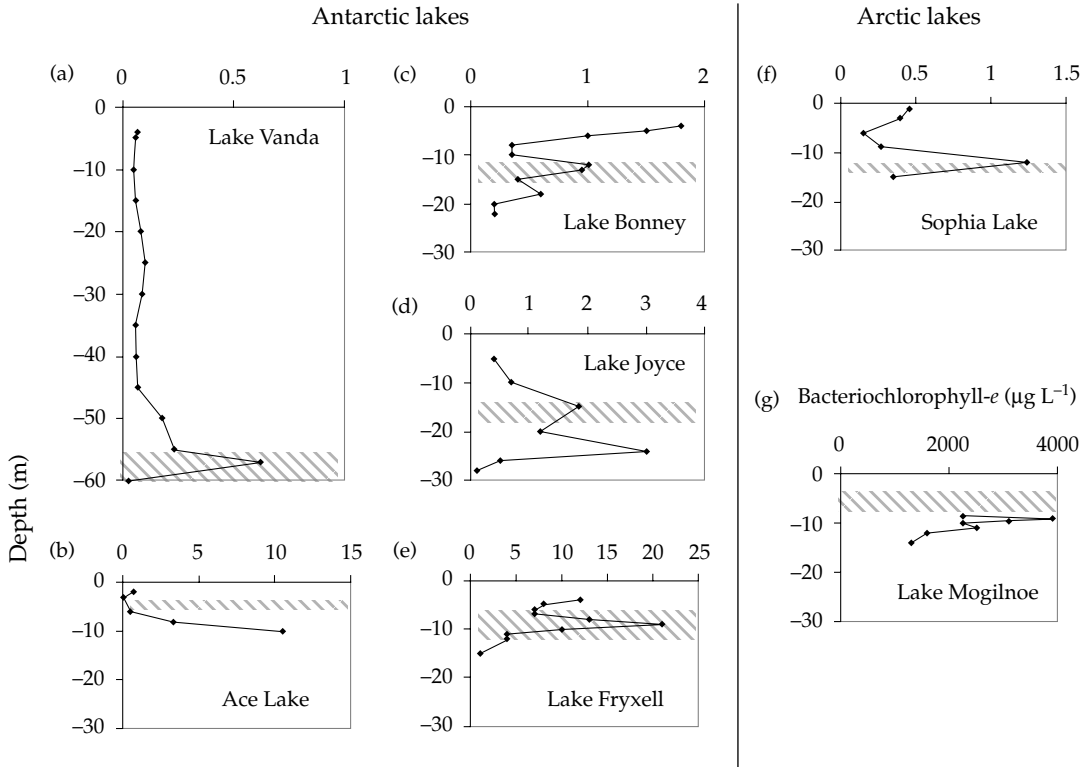 Antarctic lakes
Arctic lakes
(a)
0 0.5 1
0
–10
–20
–30
–40
–50
–60
Lake Vanda
(c)
0 1 2
0
–10
–20
–30
Lake Bonney
(f)
0 0.5 1 1.5
0
–10
–20
–30
Sophia Lake
(d)
0 1 2 3 4
0
–10
–20
–30
Lake Joyce
(g) Bacteriochlorophyll-e (µg L–1)
0 2000 4000
0
–10
–20
–30
Lake Mogilnoe
Depth (m)
(b)
0 5 10 15
0
–10
–20
–30
Ace Lake
(e)
0 5 10 15 20 25
0
–10
–20
–30
Lake Fryxell